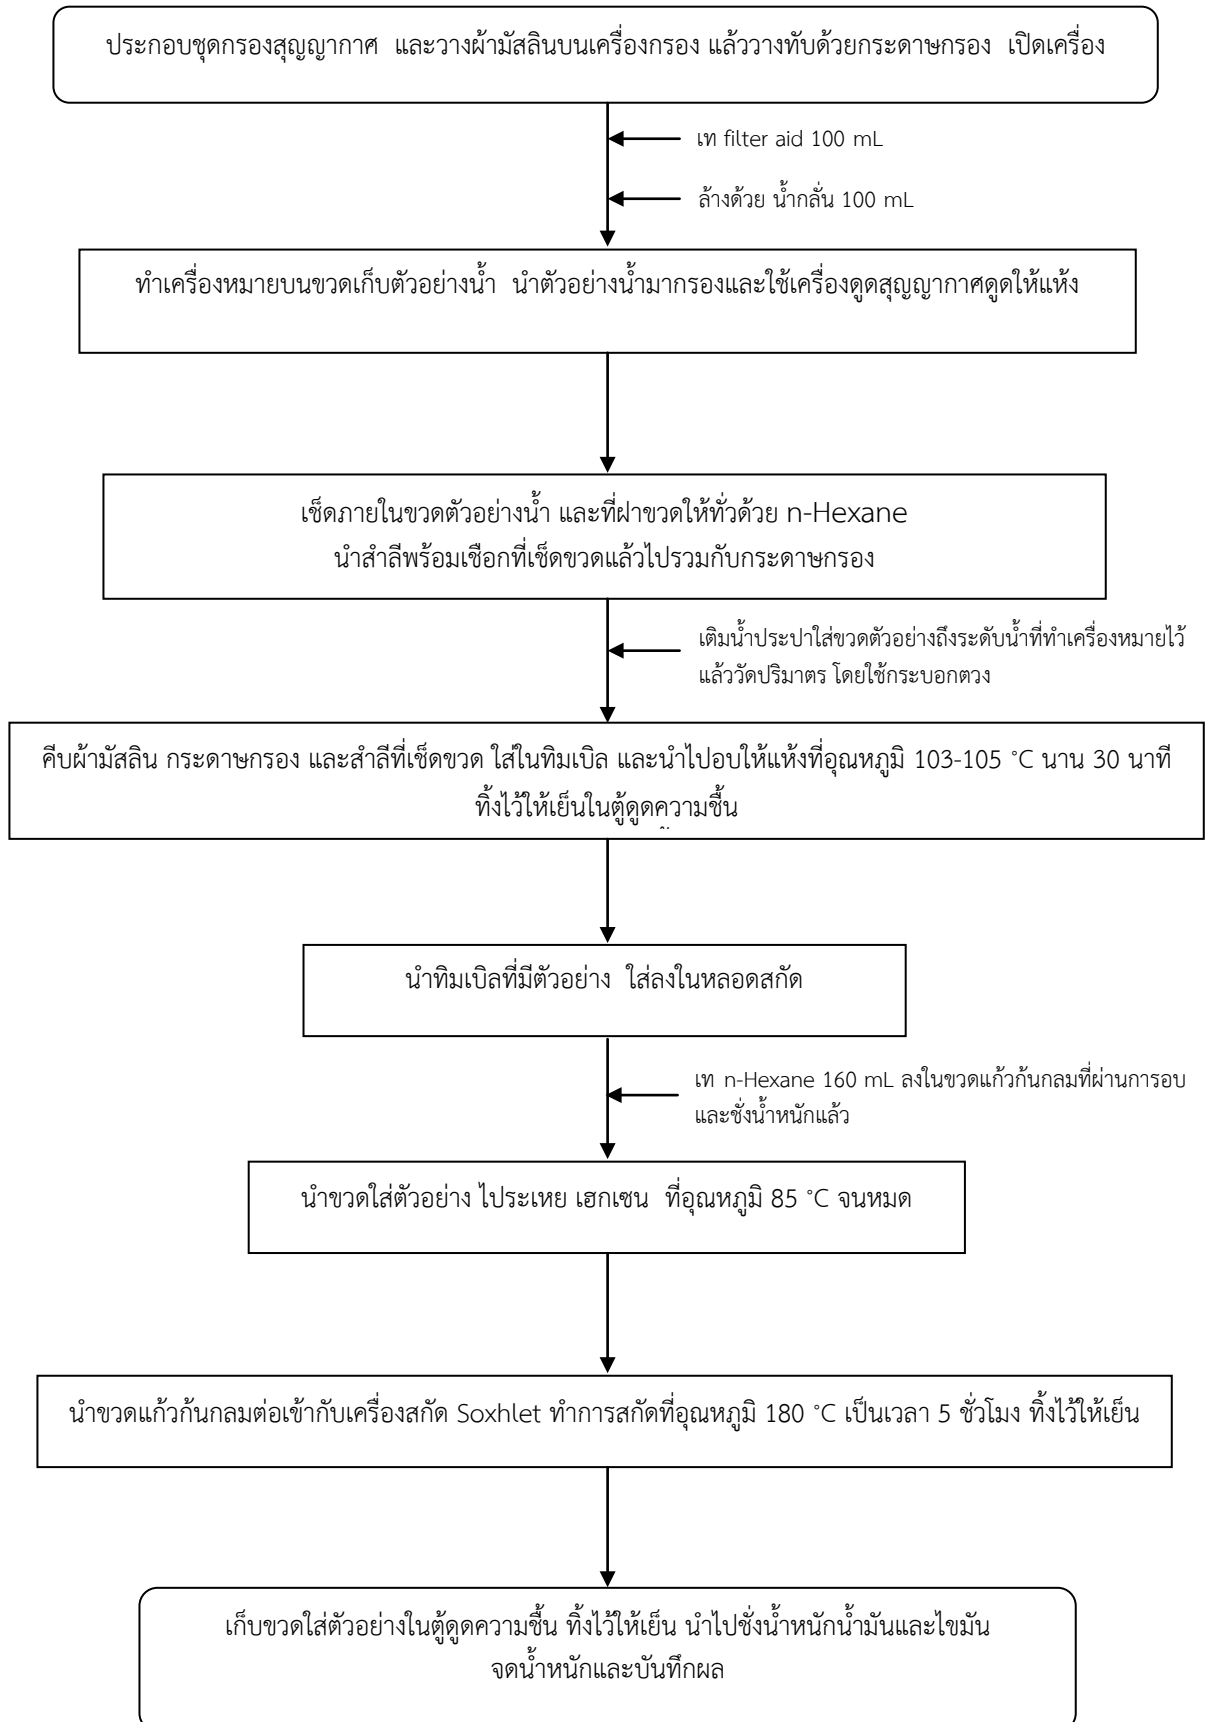 ประกอบชุดกรองสุญญากาศ และวางผ้ามัสลินบนเครื่องกรอง แล้ววางทับด้วยกระดาษกรอง เปิดเครื่อง
เท filter aid 100 mL
ล้างด้วย น้ำกลั่น 100 mL
ทำเครื่องหมายบนขวดเก็บตัวอย่างน้ำ นำตัวอย่างน้ำมากรองและใช้เครื่องดูดสุญญากาศดูดให้แห้ง
เช็ดภายในขวดตัวอย่างน้ำ และที่ฝาขวดให้ทั่วด้วย n-Hexane
นำสำลีพร้อมเชือกที่เช็ดขวดแล้วไปรวมกับกระดาษกรอง
เติมน้ำประปาใส่ขวดตัวอย่างถึงระดับน้ำที่ทำเครื่องหมายไว้
แล้ววัดปริมาตร โดยใช้กระบอกตวง
คีบผ้ามัสลิน กระดาษกรอง และสำลีที่เช็ดขวด ใส่ในทิมเบิล และนำไปอบให้แห้งที่อุณหภูมิ 103-105 °C นาน 30 นาที
ทิ้งไว้ให้เย็นในตู้ดูดความชื้น
นำทิมเบิลที่มีตัวอย่าง ใส่ลงในหลอดสกัด
เท n-Hexane 160 mL ลงในขวดแก้วก้นกลมที่ผ่านการอบ
และชั่งน้ำหนักแล้ว
นำขวดใส่ตัวอย่าง ไประเหย เฮกเซน ที่อุณหภูมิ 85 °C จนหมด
นำขวดแก้วก้นกลมต่อเข้ากับเครื่องสกัด Soxhlet ทำการสกัดที่อุณหภูมิ 180 °C เป็นเวลา 5 ชั่วโมง ทิ้งไว้ให้เย็น
เก็บขวดใส่ตัวอย่างในตู้ดูดความชื้น ทิ้งไว้ให้เย็น นำไปชั่งน้ำหนักน้ำมันและไขมัน
จดน้ำหนักและบันทึกผล